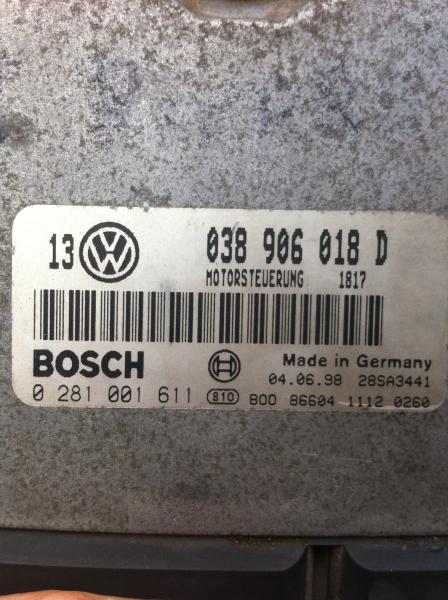 13 VW 038 906 018 D
MOTORSTEUERUNG 1817
BOSCH Made in Germany
04.06.98 28SA3441
0 281 001 611 810 B00 86604 1112 0260